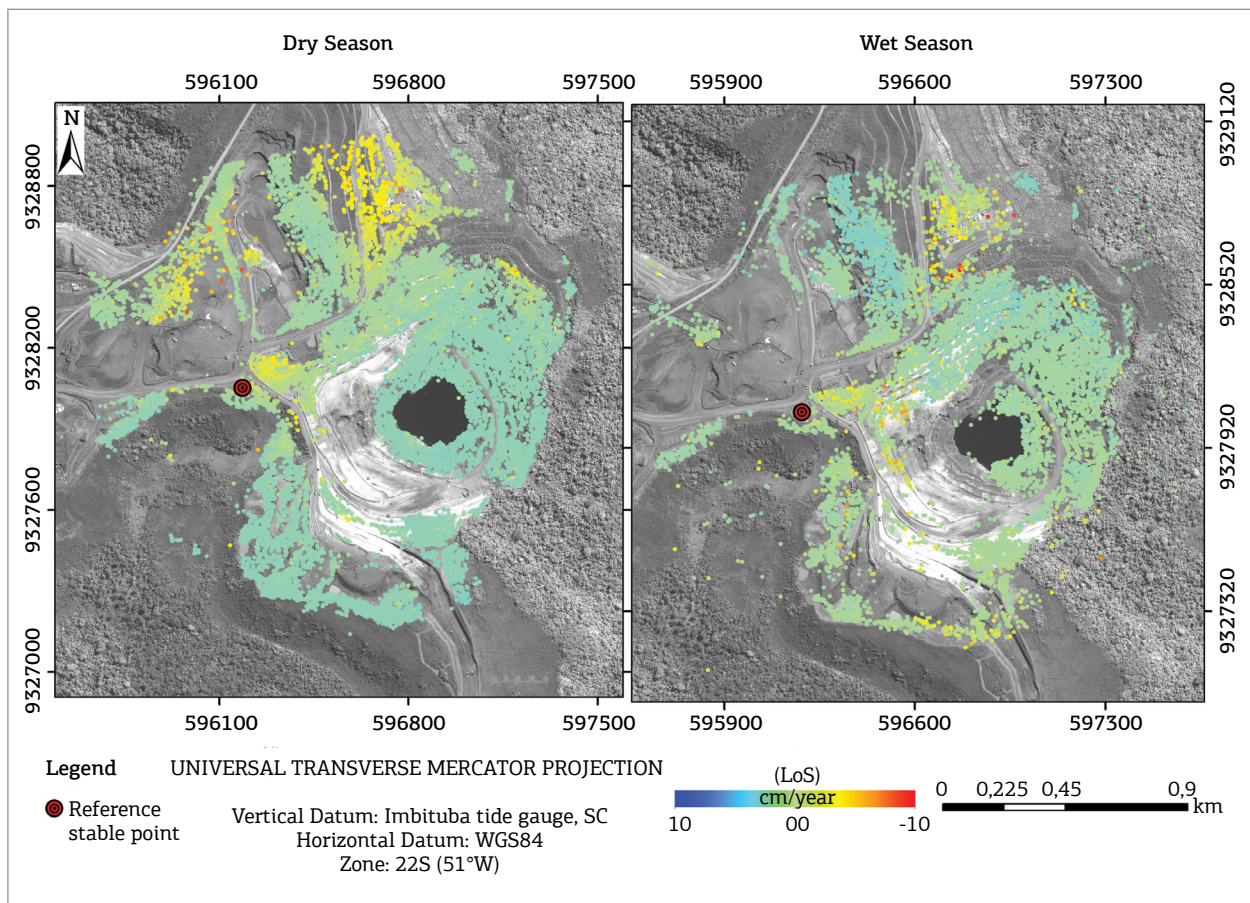 Dry Season
Wet Season
596100 596800 597500
595900 596600 597300
N
9328800
9328200
9327600
9327000
9329120
9328520
9327920
9327320
596100 596800 597500
595900 596600 597300
Legend
Reference
stable point
UNIVERSAL TRANSVERSE MERCATOR PROJECTION
Vertical Datum: Imbituba tide gauge, SC
Horizontal Datum: WGS84
Zone: 22S (51°W)
(LoS)
cm/year
10 00 -10
0 0,225 0,45 0,9
km